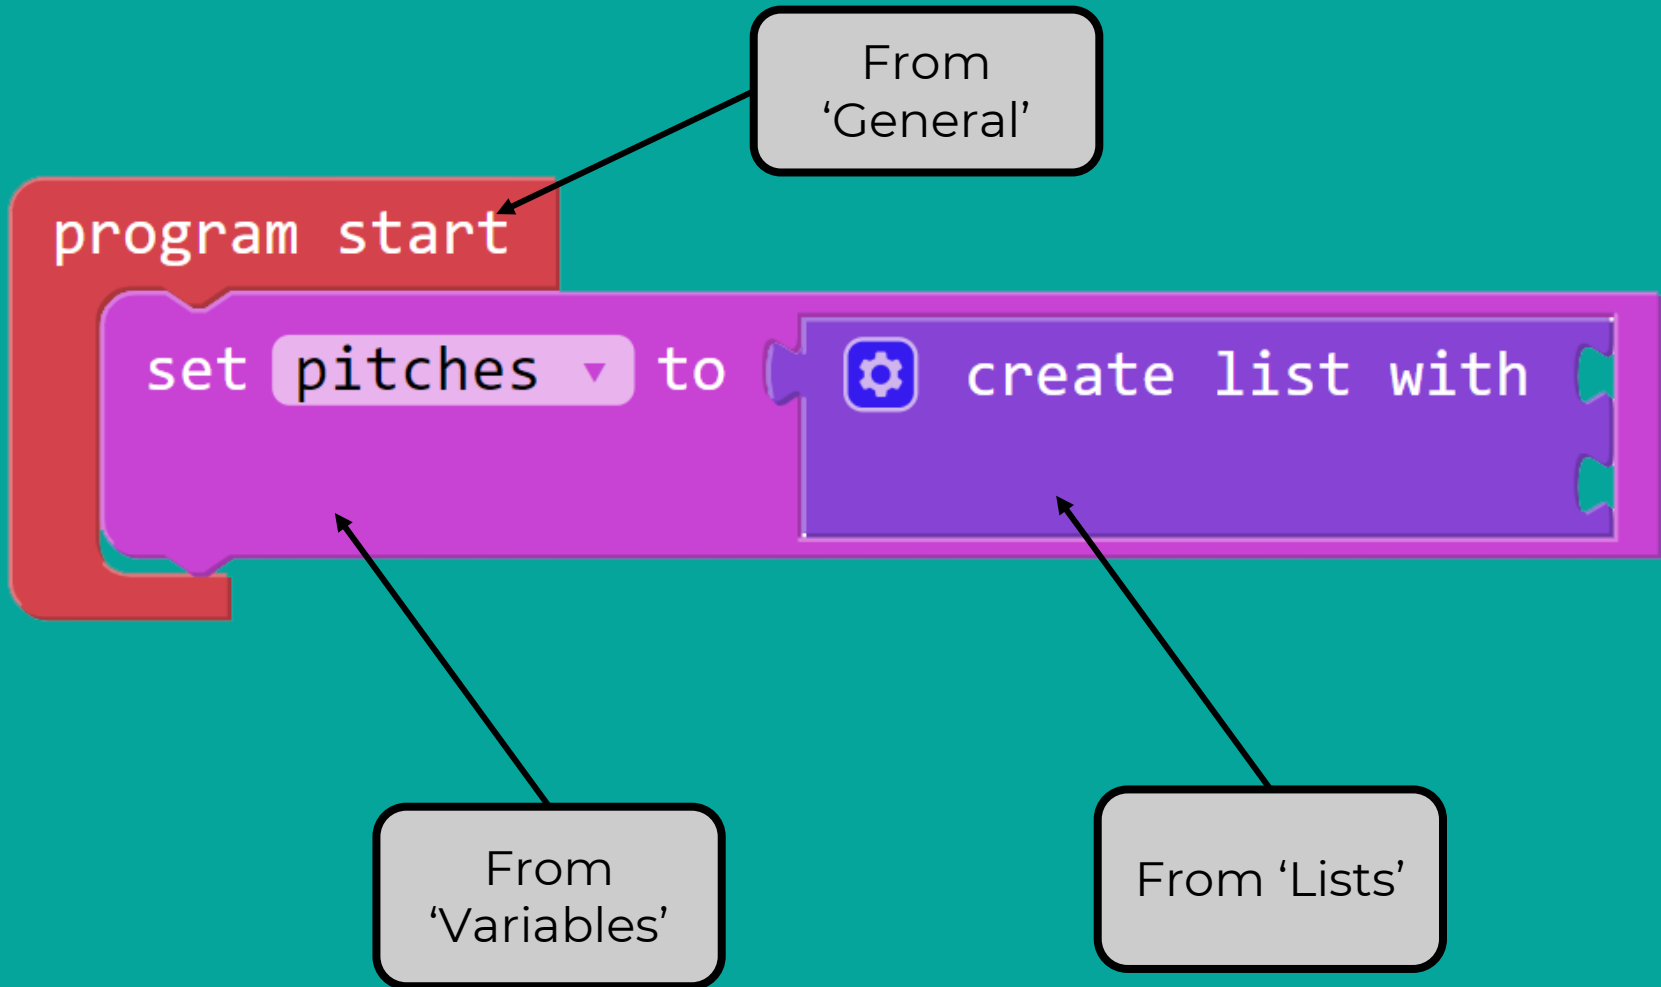 From
‘General’
program start
set pitches ▾ to create list with
From
‘Variables’
From ‘Lists’